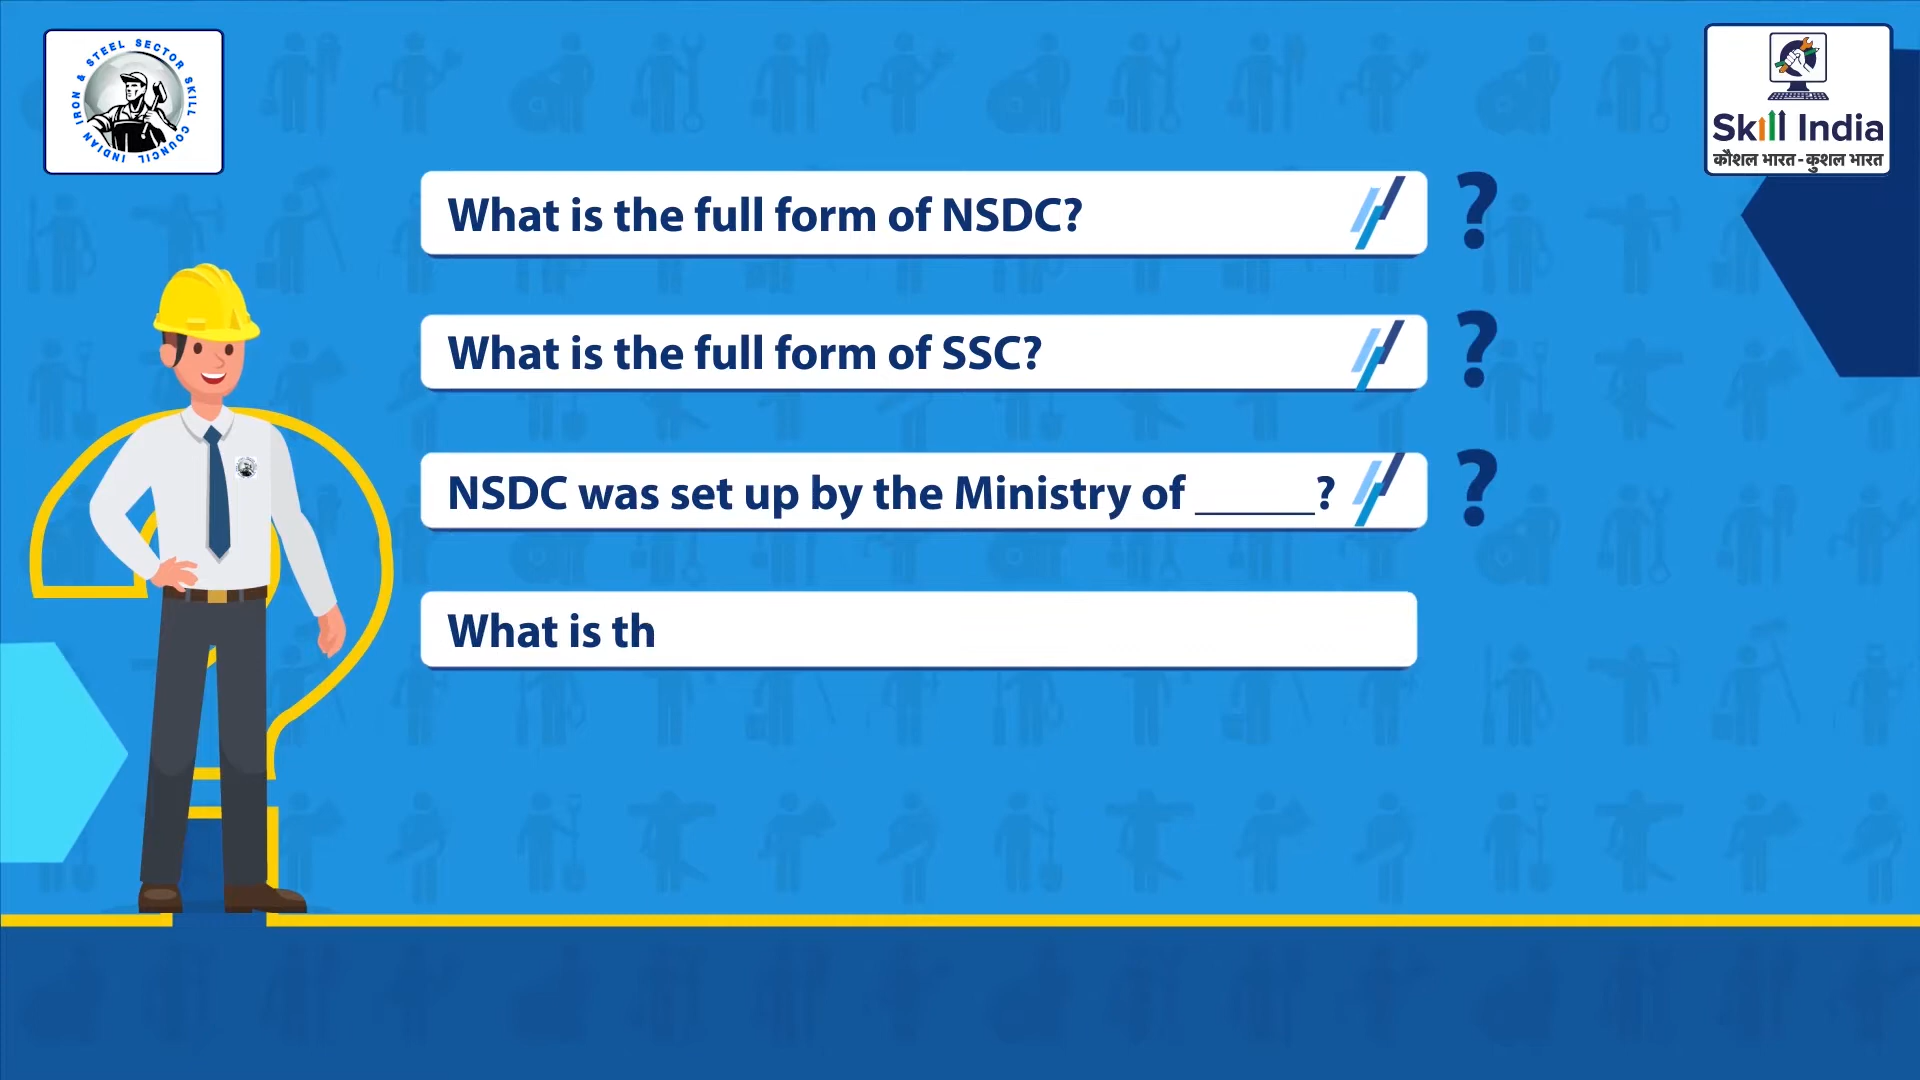 INDIAN IRON & STEEL SECTOR SKILL COUNCIL
Skill India
कौशल भारत - कुशल भारत
What is the full form of NSDC?
?
What is the full form of SSC?
?
NSDC was set up by the Ministry of ______?
?
What is th